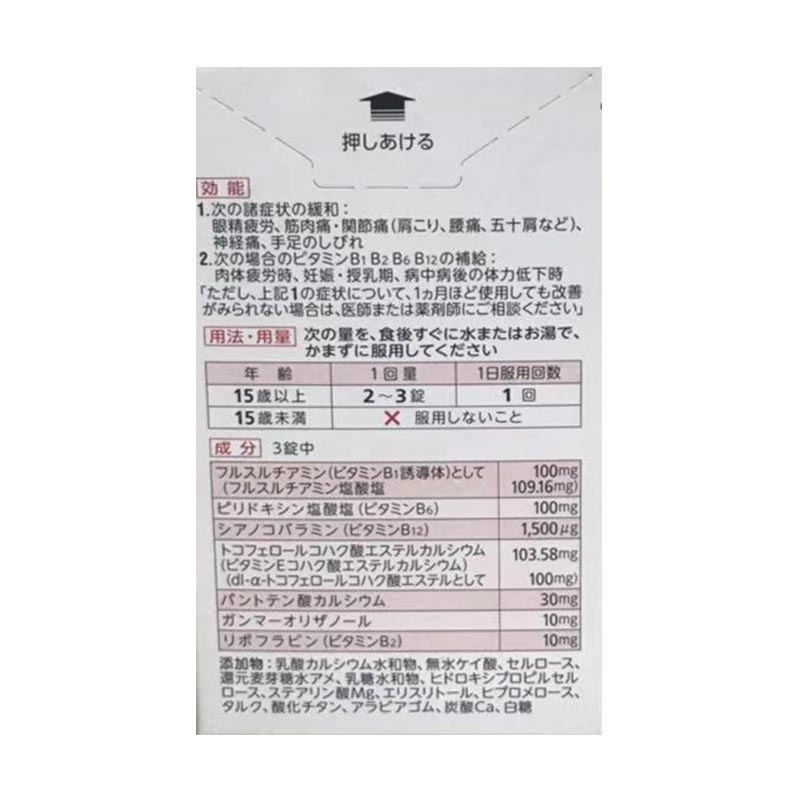 押しあける
効能
1.次の諸症状の緩和：
眼精疲労、筋肉痛・関節痛（肩こり、腰痛、五十肩など）、
神経痛、手足のしびれ
2.次の場合のビタミンB1 B2 B6 B12の補給：
肉体疲労時、妊娠・授乳期、病中病後の体力低下時
「ただし、上記1の症状について、1ヵ月ほど使用しても改善
がみられない場合は、医師または薬剤師にご相談ください」
用法・用量 次の量を、食後すぐに水またはお湯で、
かまずに服用してください
年齢 1回量 1日服用回数
15歳以上 2〜3錠 1回
15歳未満 × 服用しないこと
成分 3錠中
フルスルチアミン（ビタミンB1誘導体）として 100mg
（フルスルチアミン塩酸塩 109.16mg）
ピリドキシン塩酸塩（ビタミンB6） 100mg
シアノコバラミン（ビタミンB12） 1,500μg
トコフェロールコハク酸エステルカルシウム 103.58mg
（ビタミンEコハク酸エステルカルシウム）
（dl-α-トコフェロールコハク酸エステルとして 100mg）
パントテン酸カルシウム 30mg
ガンマーオリザノール 10mg
リボフラビン（ビタミンB2） 10mg
添加物：乳酸カルシウム水和物、無水ケイ酸、セルロース、
還元麦芽糖水アメ、乳糖水和物、ヒドロキシプロピルセル
ロース、ステアリン酸Mg、エリスリトール、ヒプロメロース、
タルク、酸化チタン、アラビアゴム、炭酸Ca、白糖